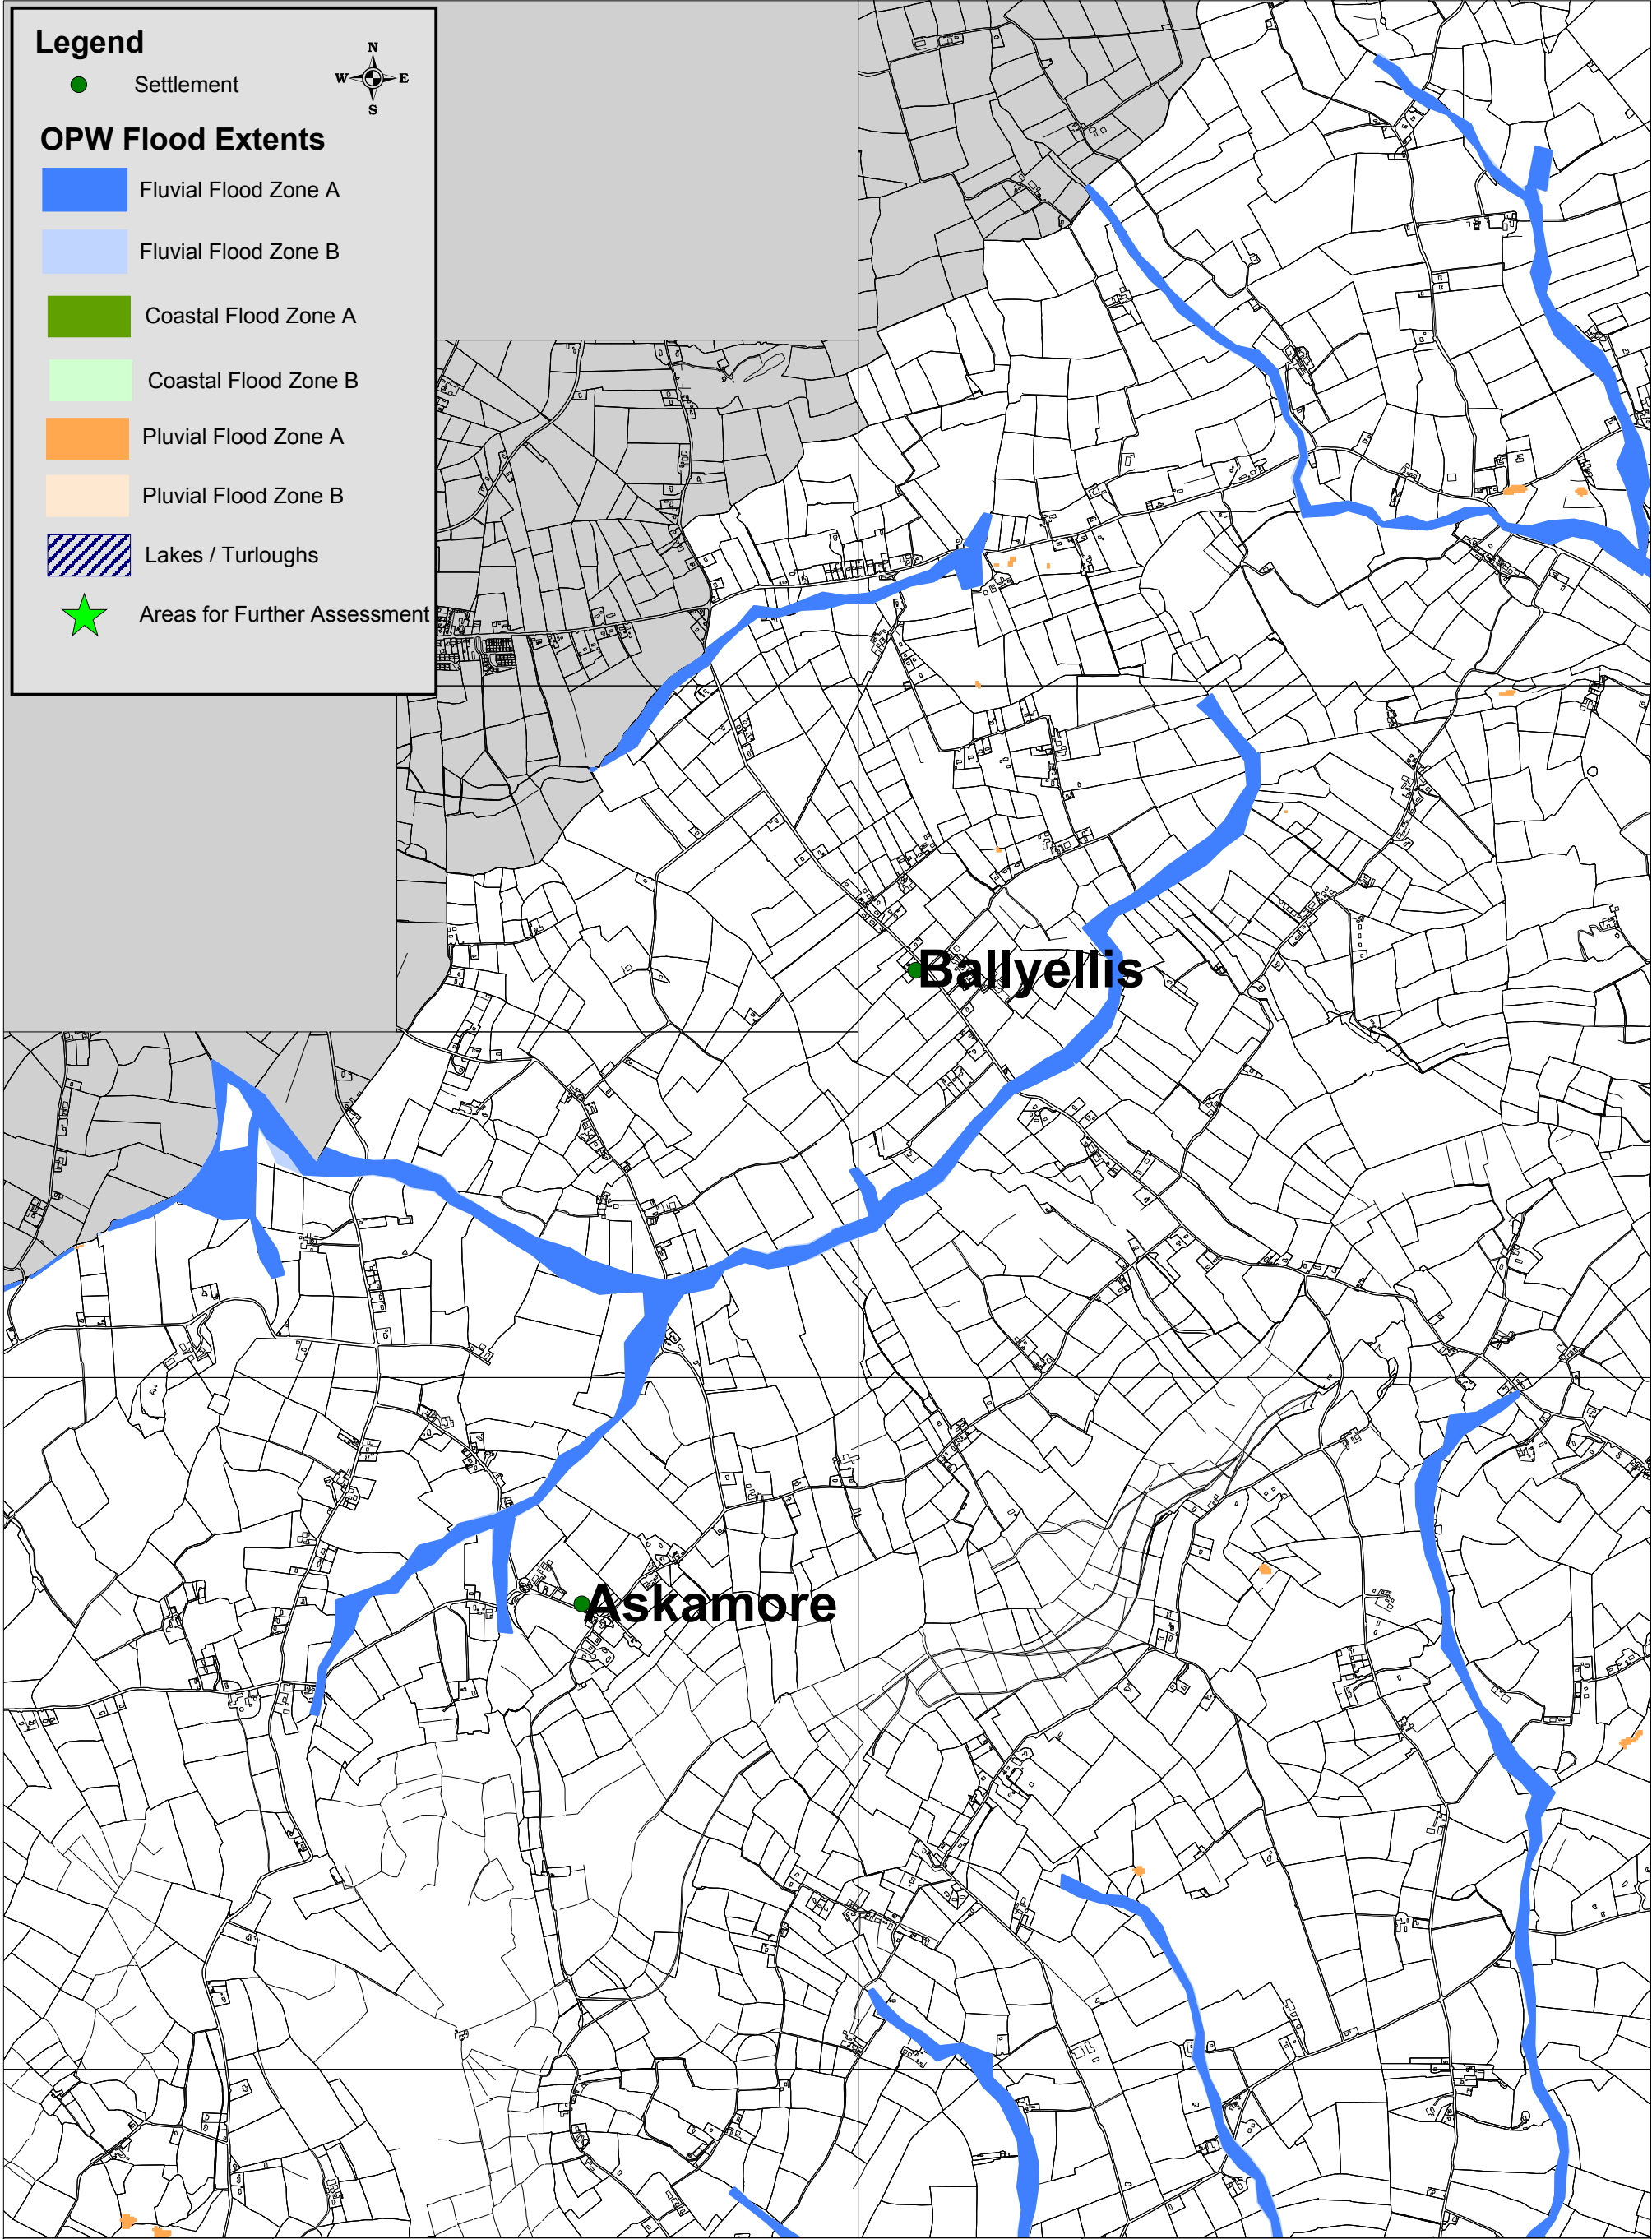 Legend
N
W E
S
Settlement
OPW Flood Extents
Fluvial Flood Zone A
Fluvial Flood Zone B
Coastal Flood Zone A
Coastal Flood Zone B
Pluvial Flood Zone A
Pluvial Flood Zone B
Lakes / Turloughs
Areas for Further Assessment
Ballyellis
Askamore